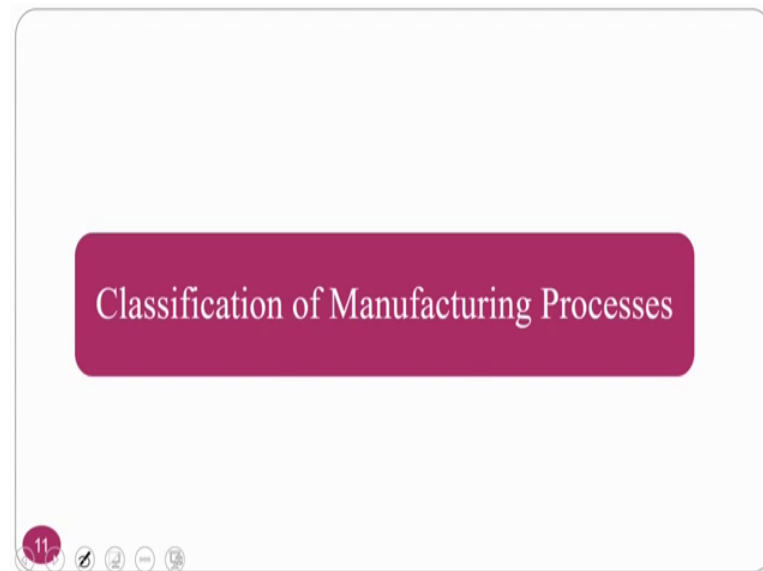 Classification of Manufacturing Processes
11